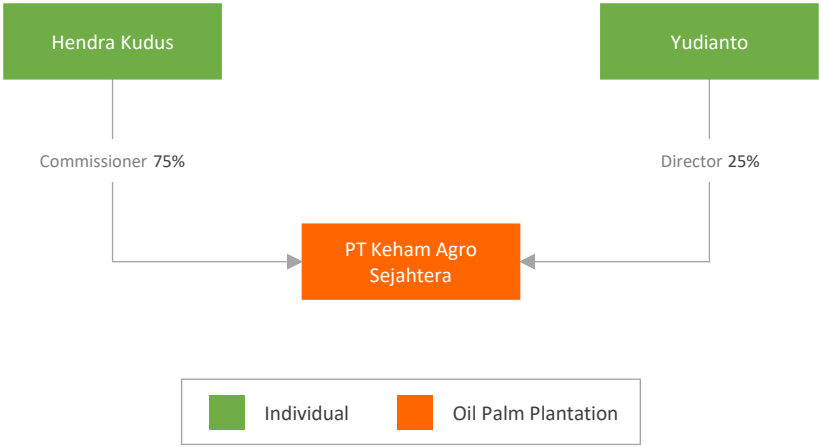 Hendra Kudus
Yudianto
Commissioner 75%
Director 25%
PT Keham Agro
Sejahtera
Individual
Oil Palm Plantation